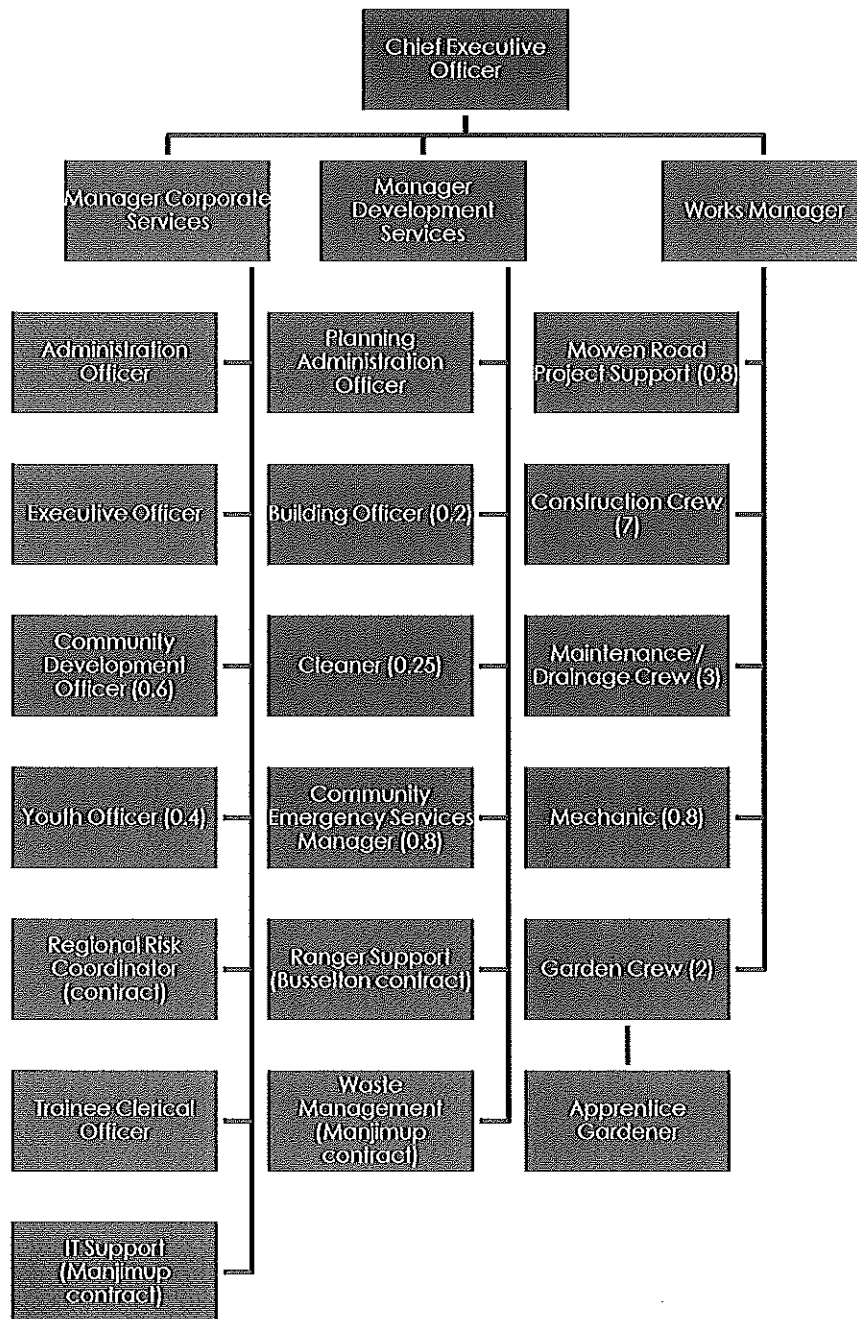 Chief Executive
Officer
Manager Corporate
Services
Manager
Development
Services
Works Manager
Administration
Officer
Planning
Administration
Officer
Mowen Road
Project Support (0.8)
Executive Officer
Building Officer (0.2)
Construction Crew
(7)
Community
Development
Officer (0.6)
Cleaner (0.25)
Maintenance /
Drainage Crew (3)
Youth Officer (0.4)
Community
Emergency Services
Manager (0.8)
Mechanic (0.8)
Regional Risk
Coordinator
(contract)
Ranger Support
(Busselton contract)
Garden Crew (2)
Trainee Clerical
Officer
Waste
Management
(Manjimup
contract)
Apprentice
Gardener
IT Support
(Manjimup
contract)